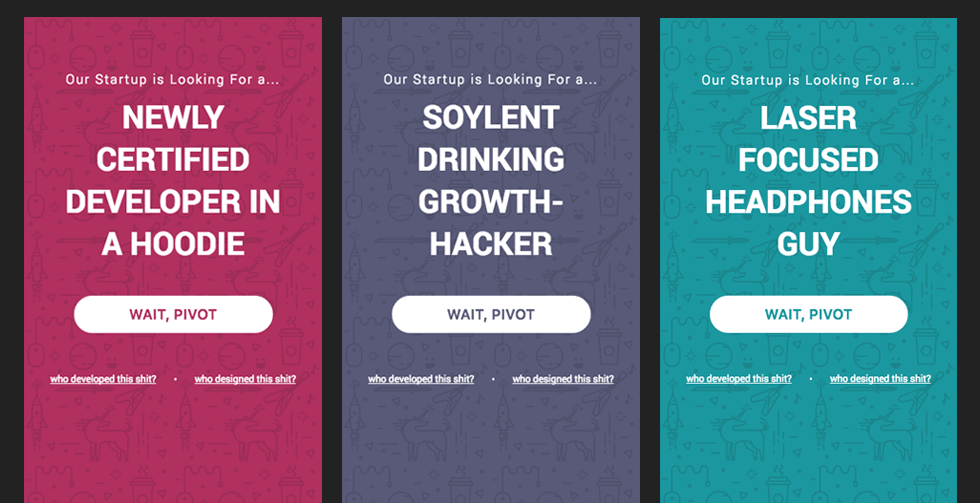 Our Startup is Looking For a...
NEWLY
CERTIFIED
DEVELOPER IN
A HOODIE
WAIT, PIVOT
who developed this shit? • who designed this shit?
Our Startup is Looking For a...
SOYLENT
DRINKING
GROWTH-
HACKER
WAIT, PIVOT
who developed this shit? • who designed this shit?
Our Startup is Looking For a...
LASER
FOCUSED
HEADPHONES
GUY
WAIT, PIVOT
who developed this shit? • who designed this shit?